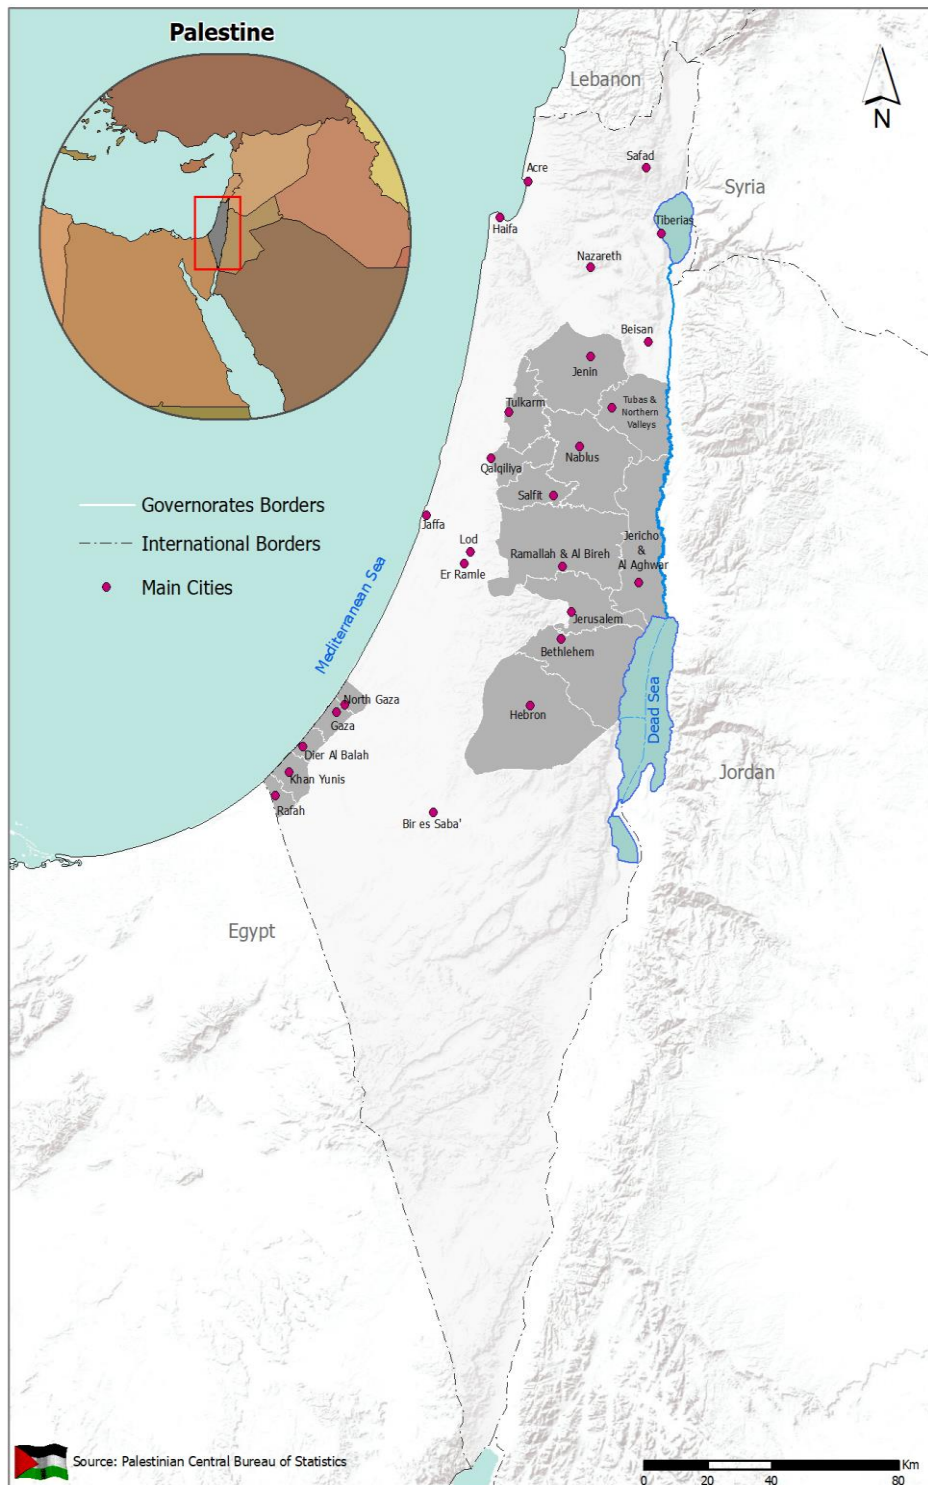 Palestine
Lebanon
N
Safad
Acre
Syria
Haifa
Tiberias
Nazareth
Beisan
Jenin
Tulkarm
Tubas &
Northern
Valleys
Nablus
Qalqiliya
Salfit
Governorates Borders
International Borders
Main Cities
Jaffa
Lod
Er Ramle
Ramallah & Al Bireh
Jericho
&
Al Aghwar
Mediterranean Sea
Jerusalem
Bethlehem
Hebron
Dead Sea
North Gaza
Gaza
Dier Al Balah
Khan Yunis
Rafah
Jordan
Bir es Saba'
Egypt
Source: Palestinian Central Bureau of Statistics
Km
0 20 40 80